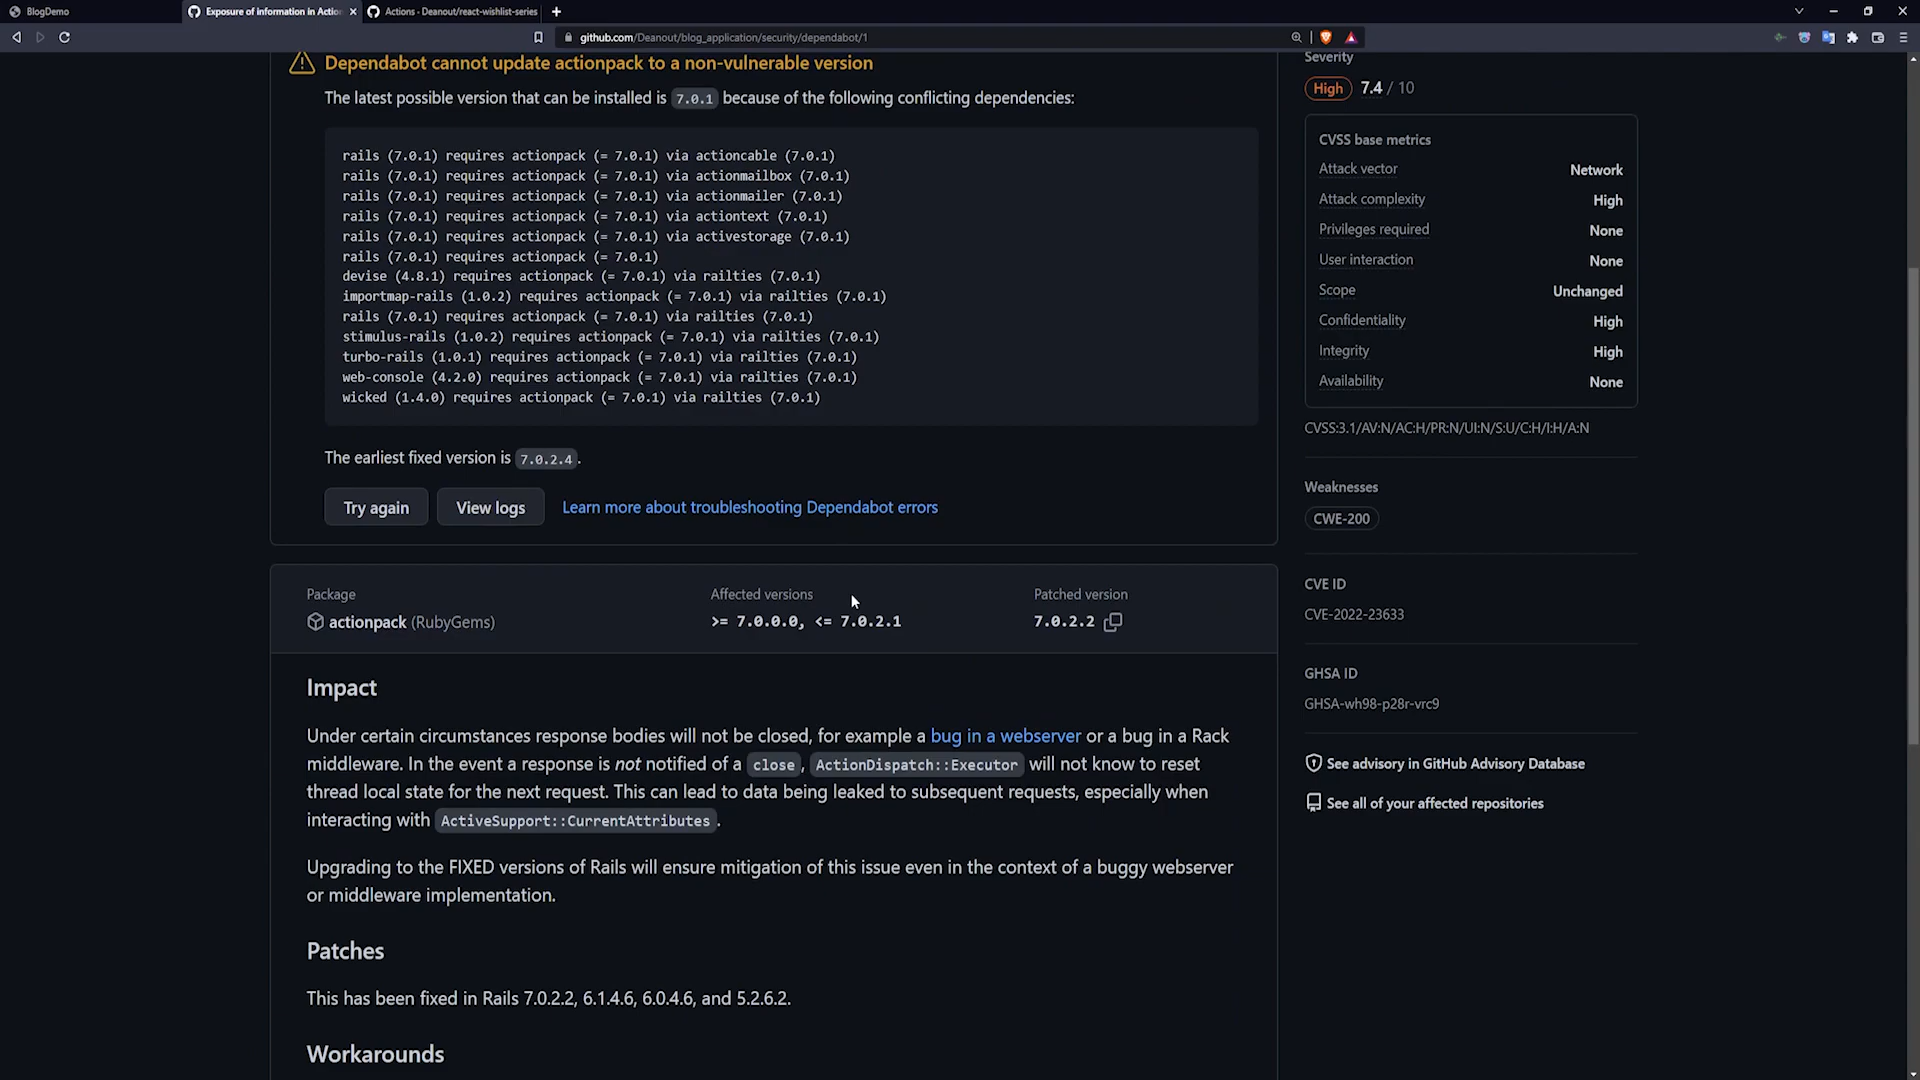 BlogDemo
Exposure of information in Actio
Actions · Deanout/react-wishlist-series
github.com/Deanout/blog_application/security/dependabot/1
Dependabot cannot update actionpack to a non-vulnerable version
The latest possible version that can be installed is 7.0.1 because of the following conflicting dependencies:
rails (7.0.1) requires actionpack (= 7.0.1) via actioncable (7.0.1)
rails (7.0.1) requires actionpack (= 7.0.1) via actionmailbox (7.0.1)
rails (7.0.1) requires actionpack (= 7.0.1) via actionmailer (7.0.1)
rails (7.0.1) requires actionpack (= 7.0.1) via actiontext (7.0.1)
rails (7.0.1) requires actionpack (= 7.0.1) via activestorage (7.0.1)
rails (7.0.1) requires actionpack (= 7.0.1)
devise (4.8.1) requires actionpack (= 7.0.1) via railties (7.0.1)
importmap-rails (1.0.2) requires actionpack (= 7.0.1) via railties (7.0.1)
rails (7.0.1) requires actionpack (= 7.0.1) via railties (7.0.1)
stimulus-rails (1.0.2) requires actionpack (= 7.0.1) via railties (7.0.1)
turbo-rails (1.0.1) requires actionpack (= 7.0.1) via railties (7.0.1)
web-console (4.2.0) requires actionpack (= 7.0.1) via railties (7.0.1)
wicked (1.4.0) requires actionpack (= 7.0.1) via railties (7.0.1)
The earliest fixed version is 7.0.2.4.
Try again View logs Learn more about troubleshooting Dependabot errors
Package Affected versions Patched version
actionpack (RubyGems) >= 7.0.0.0, <= 7.0.2.1 7.0.2.2
Impact
Under certain circumstances response bodies will not be closed, for example a bug in a webserver or a bug in a Rack
middleware. In the event a response is not notified of a close, ActionDispatch::Executor will not know to reset
thread local state for the next request. This can lead to data being leaked to subsequent requests, especially when
interacting with ActiveSupport::CurrentAttributes.
Upgrading to the FIXED versions of Rails will ensure mitigation of this issue even in the context of a buggy webserver
or middleware implementation.
Patches
This has been fixed in Rails 7.0.2.2, 6.1.4.6, 6.0.4.6, and 5.2.6.2.
Workarounds
Severity
High 7.4 / 10
CVSS base metrics
Attack vector Network
Attack complexity High
Privileges required None
User interaction None
Scope Unchanged
Confidentiality High
Integrity High
Availability None
CVSS:3.1/AV:N/AC:H/PR:N/UI:N/S:U/C:H/I:H/A:N
Weaknesses
CWE-200
CVE ID
CVE-2022-23633
GHSA ID
GHSA-wh98-p28r-vrc9
See advisory in GitHub Advisory Database
See all of your affected repositories